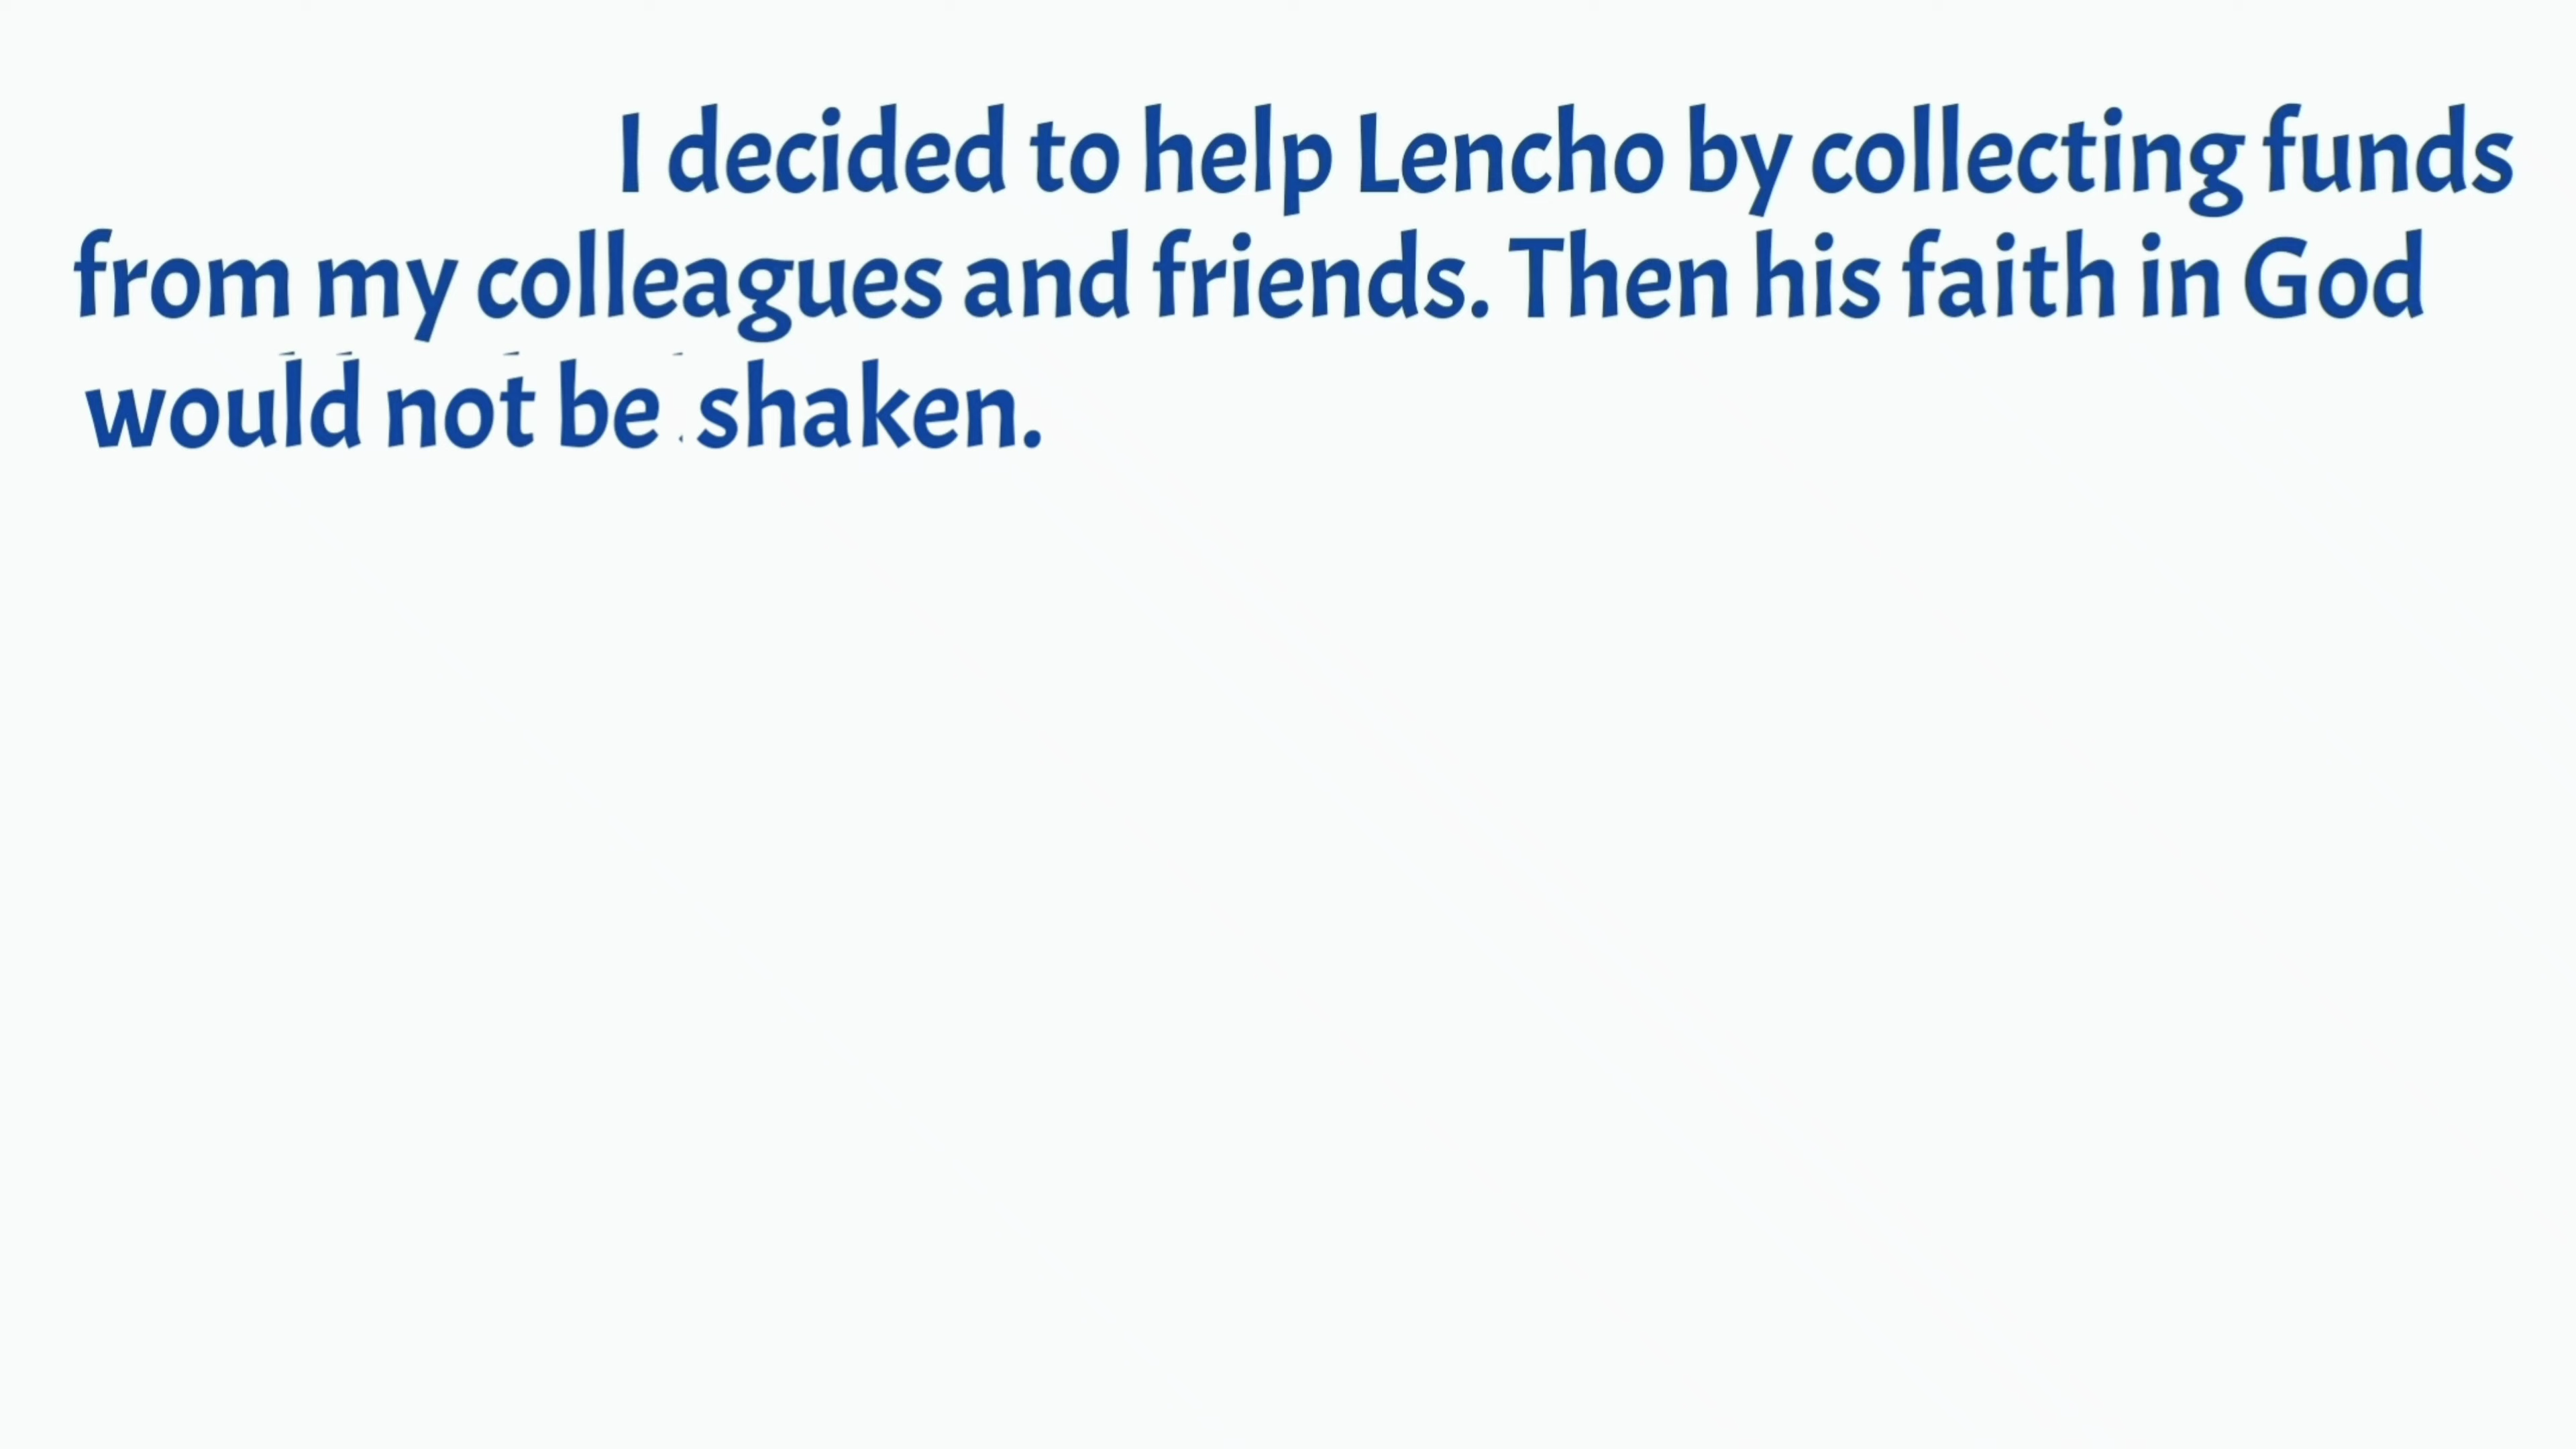 I decided to help Lencho by collecting funds
from my colleagues and friends. Then his faith in God
would not be shaken.